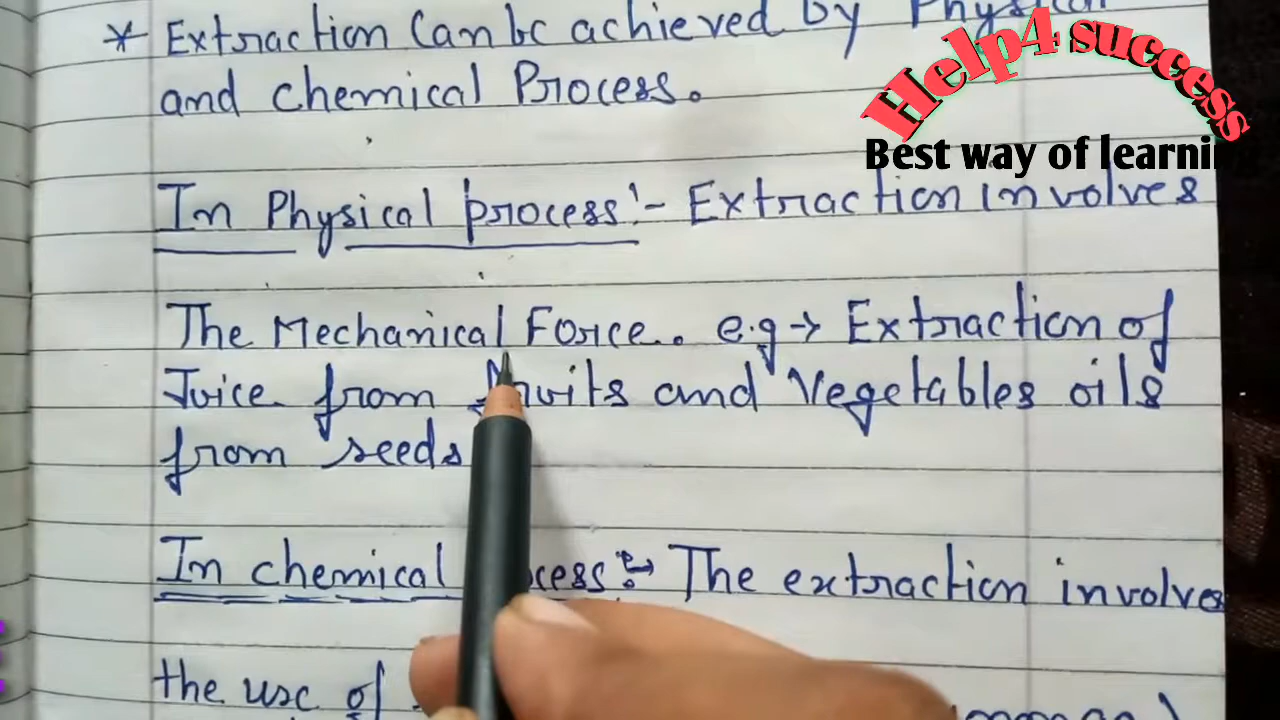 * Extraction Can be achieved by Physical
and chemical Process.
Help4 success
Best way of learni
In Physical process:- Extraction involves
The Mechanical Force. e.g → Extraction of
Juice from fruits and Vegetables oils
from seeds
In chemical The extraction involves
the use of